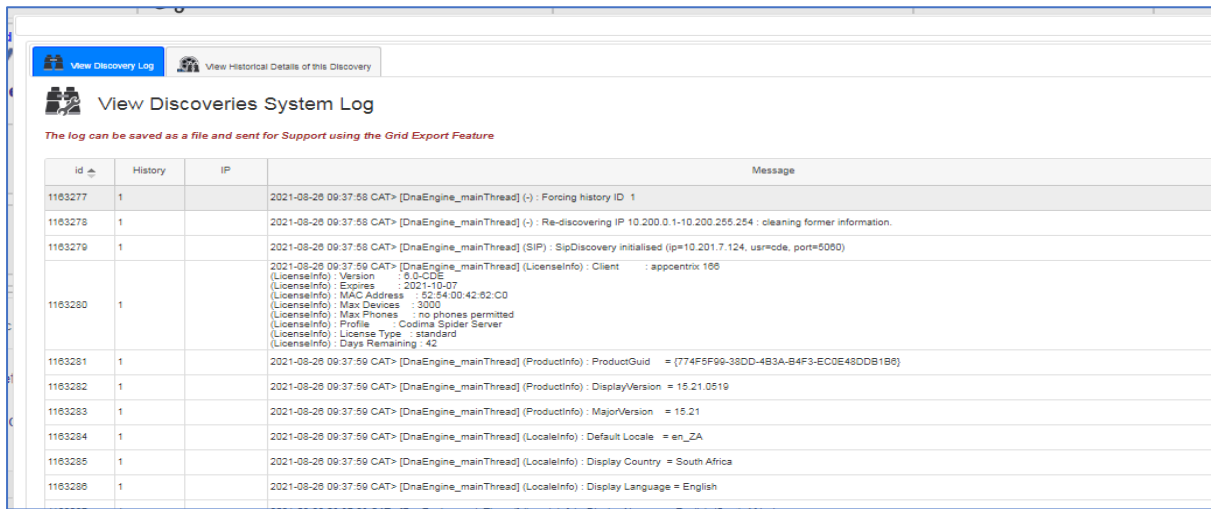 View Discovery Log
View Historical Details of this Discovery
View Discoveries System Log
The log can be saved as a file and sent for Support using the Grid Export Feature
id History IP Message
1163277 1 2021-08-26 09:37:58 CAT> [DnaEngine_mainThread] (-) : Forcing history ID 1
1163278 1 2021-08-26 09:37:58 CAT> [DnaEngine_mainThread] (-) : Re-discovering IP 10.200.0.1-10.200.255.254 : cleaning former information.
1163279 1 2021-08-26 09:37:58 CAT> [DnaEngine_mainThread] (SIP) : SipDiscovery initialised (ip=10.201.7.124, usr=cde, port=5060)
1163280 1 2021-08-26 09:37:59 CAT> [DnaEngine_mainThread] (LicenseInfo) : Client : appcentrix 166
(LicenseInfo) : Version : 6.0-CDE
(LicenseInfo) : Expires : 2021-10-07
(LicenseInfo) : MAC Address : 52:54:00:42:62:C0
(LicenseInfo) : Max Devices : 3000
(LicenseInfo) : Max Phones : no phones permitted
(LicenseInfo) : Profile : Codima Spider Server
(LicenseInfo) : License Type : standard
(LicenseInfo) : Days Remaining : 42
1163281 1 2021-08-26 09:37:59 CAT> [DnaEngine_mainThread] (ProductInfo) : ProductGuid = {774F5F99-38DD-4B3A-B4F3-EC0E48DDB1B6}
1163282 1 2021-08-26 09:37:59 CAT> [DnaEngine_mainThread] (ProductInfo) : DisplayVersion = 15.21.0519
1163283 1 2021-08-26 09:37:59 CAT> [DnaEngine_mainThread] (ProductInfo) : MajorVersion = 15.21
1163284 1 2021-08-26 09:37:59 CAT> [DnaEngine_mainThread] (LocaleInfo) : Default Locale = en_ZA
1163285 1 2021-08-26 09:37:59 CAT> [DnaEngine_mainThread] (LocaleInfo) : Display Country = South Africa
1163286 1 2021-08-26 09:37:59 CAT> [DnaEngine_mainThread] (LocaleInfo) : Display Language = English